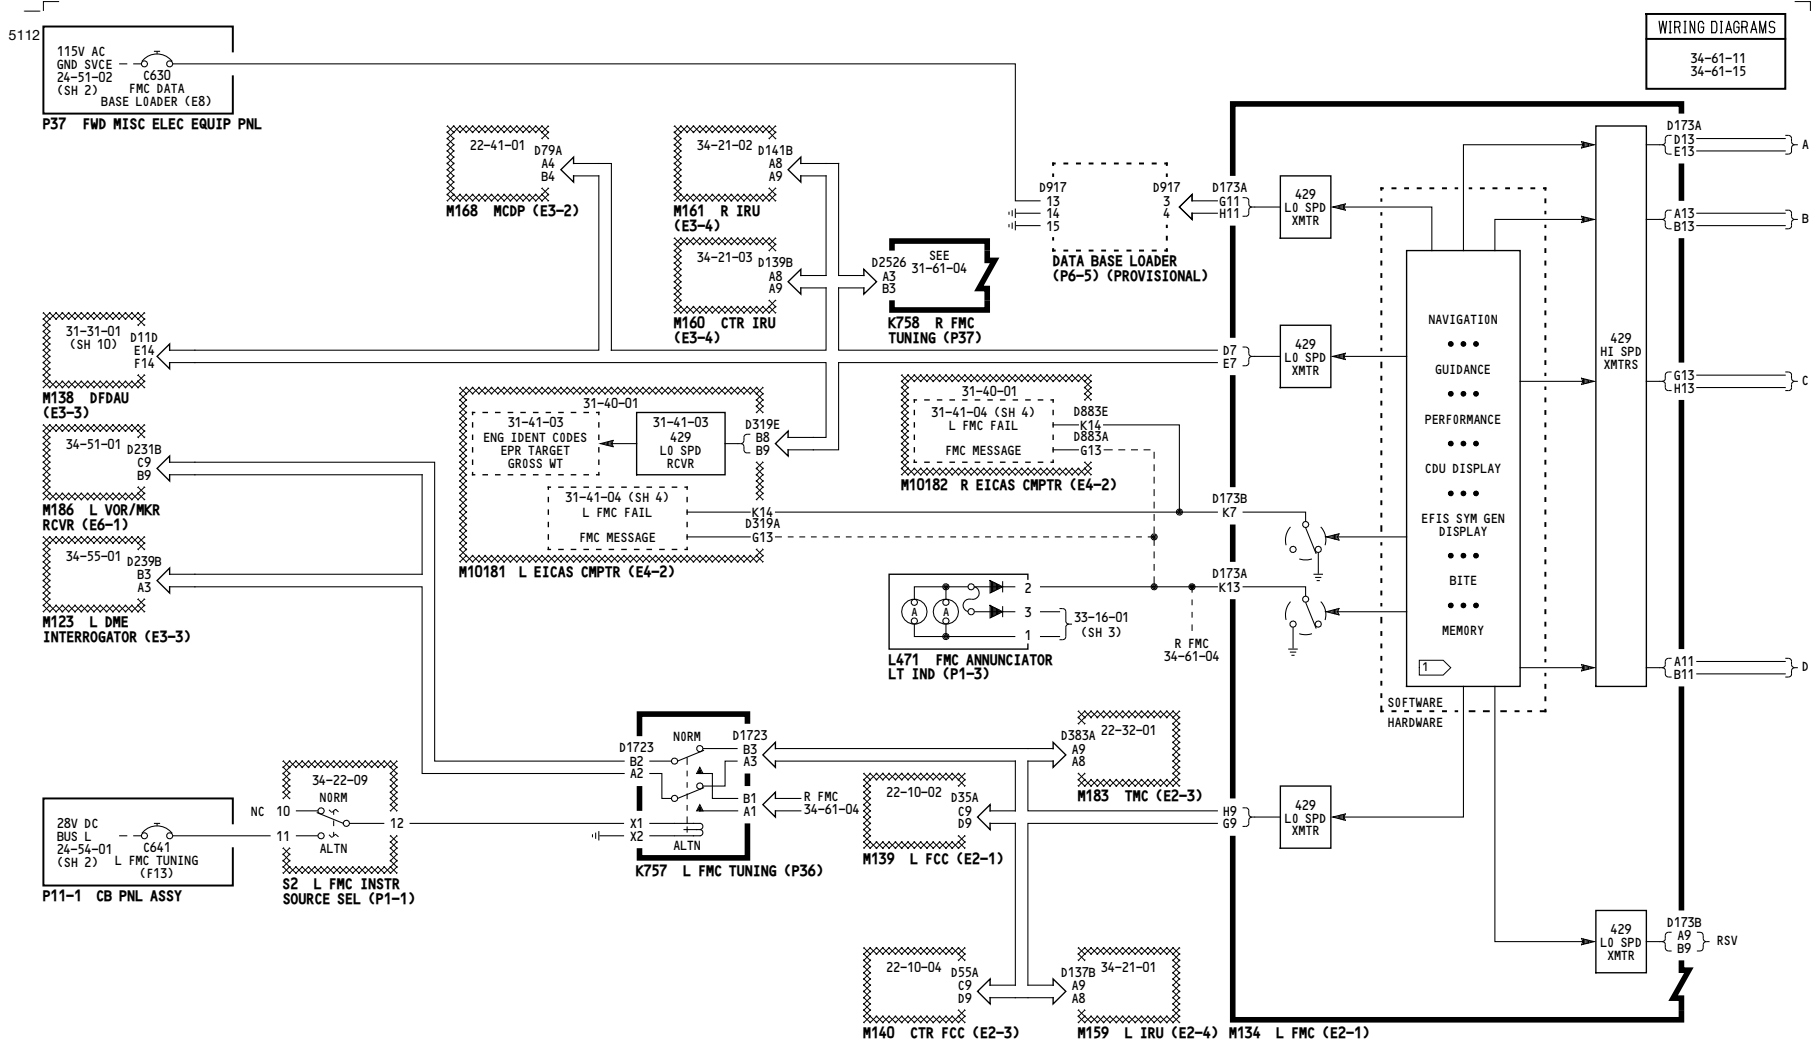 5112
115V AC
GND SVCE
24-51-02
(SH 2)
C630
FMC DATA
BASE LOADER (E8)
P37 FWD MISC ELEC EQUIP PNL
WIRING DIAGRAMS
34-61-11
34-61-15
22-41-01
D79A
A4
B4
M168 MCDP (E3-2)
34-21-02
D141B
A8
A9
M161 R IRU
(E3-4)
34-21-03
D139B
A8
A9
M160 CTR IRU
(E3-4)
D2526
A3
B3
SEE
31-61-04
K758 R FMC
TUNING (P37)
D917
13
14
15
D917
3
4
DATA BASE LOADER
(P6-5) (PROVISIONAL)
D173A
G11
H11
429
LO SPD
XMTR
D173A
D13
E13
A
A13
B13
B
G13
H13
C
A11
B11
D
429
HI SPD
XMTRS
NAVIGATION
•••
GUIDANCE
•••
PERFORMANCE
•••
CDU DISPLAY
•••
EFIS SYM GEN
DISPLAY
•••
BITE
•••
MEMORY
1
SOFTWARE
HARDWARE
31-31-01
(SH 10)
D11D
E14
F14
M138 DFDAU
(E3-3)
D7
E7
429
LO SPD
XMTR
34-51-01
D231B
C9
B9
M186 L VOR/MKR
RCVR (E6-1)
34-55-01
D239B
B3
A3
M123 L DME
INTERROGATOR (E3-3)
31-40-01
31-41-03
ENG IDENT CODES
EPR TARGET
GROSS WT
31-41-03
429
LO SPD
RCVR
D319E
B8
B9
31-41-04 (SH 4)
L FMC FAIL
FMC MESSAGE
K14
D319A
G13
M10181 L EICAS CMPTR (E4-2)
31-40-01
31-41-04 (SH 4)
L FMC FAIL
FMC MESSAGE
D883E
K14
D883A
G13
M10182 R EICAS CMPTR (E4-2)
D173B
K7
D173A
K13
A
A
2
3
1
33-16-01
(SH 3)
R FMC
34-61-04
L471 FMC ANNUNCIATOR
LT IND (P1-3)
28V DC
BUS L
24-54-01
(SH 2)
C641
L FMC TUNING
(F13)
P11-1 CB PNL ASSY
34-22-09
NORM
NC 10
11
12
ALTN
S2 L FMC INSTR
SOURCE SEL (P1-1)
D1723
B2
A2
X1
X2
NORM
ALTN
D1723
B3
A3
B1
A1
R FMC
34-61-04
K757 L FMC TUNING (P36)
D383A
A9
A8
22-32-01
M183 TMC (E2-3)
22-10-02
D35A
C9
D9
M139 L FCC (E2-1)
H9
G9
429
LO SPD
XMTR
22-10-04
D55A
C9
D9
M140 CTR FCC (E2-3)
D137B
A9
A8
34-21-01
M159 L IRU (E2-4)
429
LO SPD
XMTR
D173B
A9
B9
RSV
M134 L FMC (E2-1)